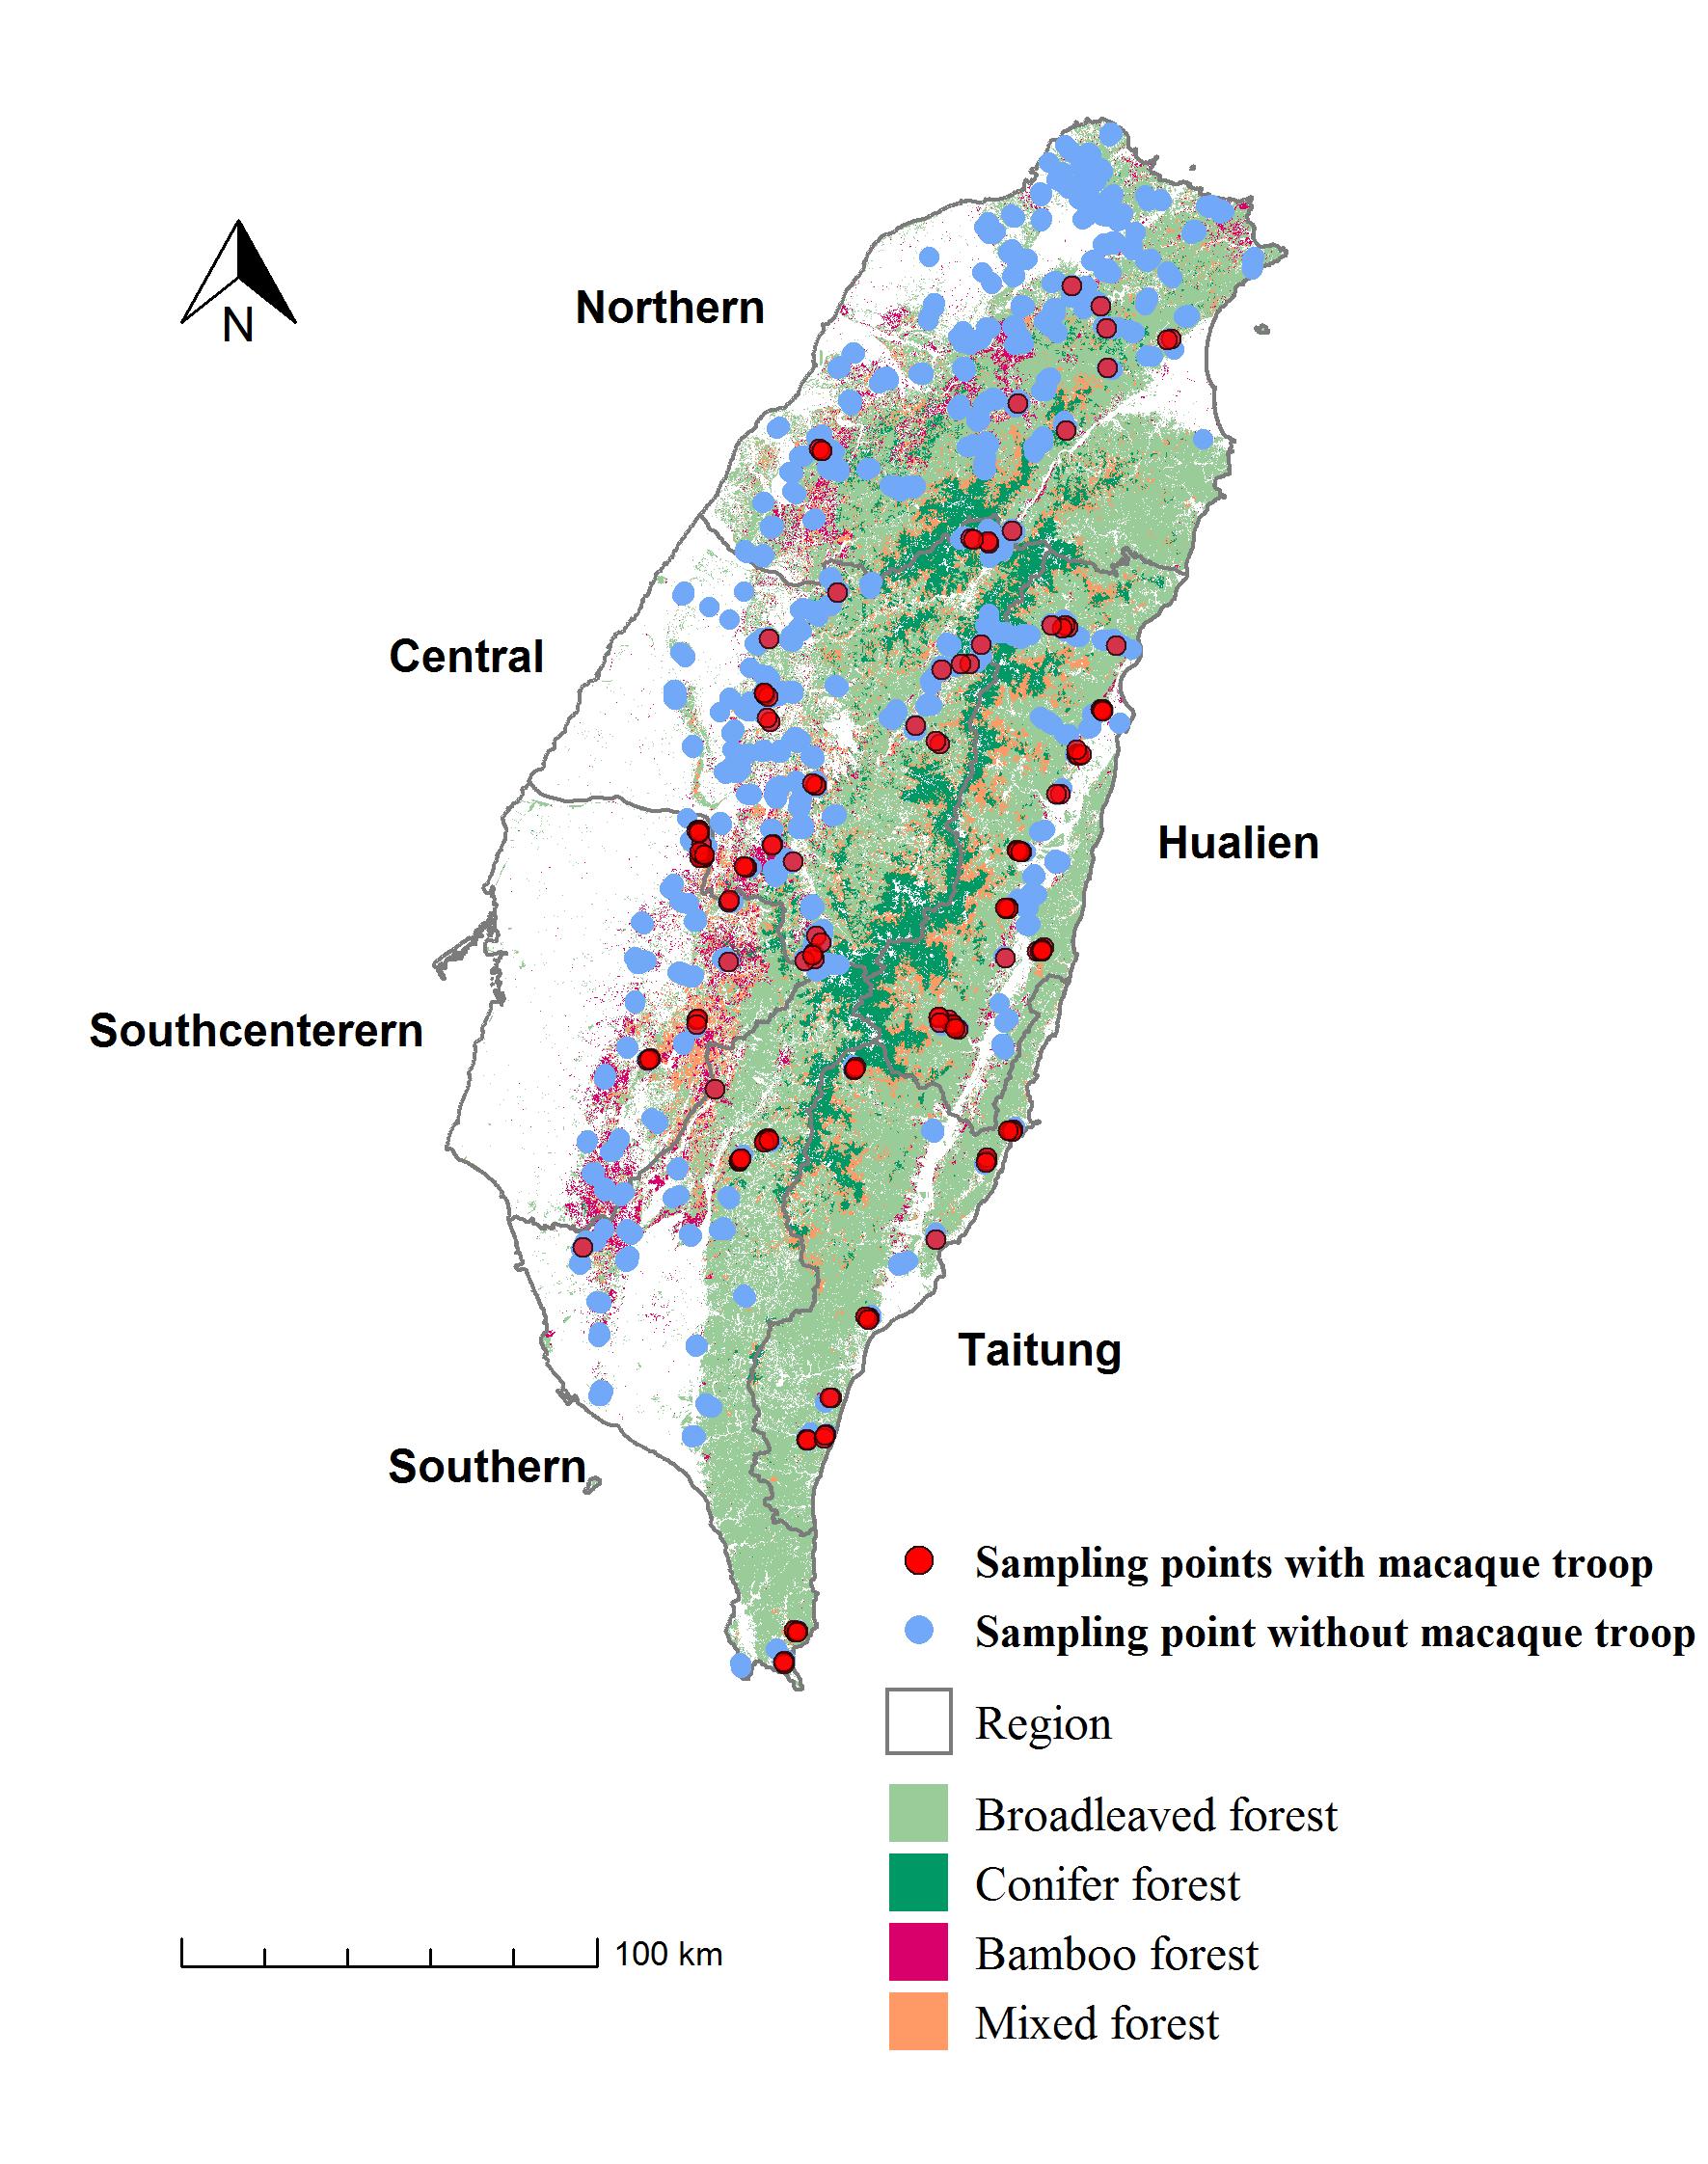 Northern
N
Central
Hualien
Southcenterern
Taitung
Southern
Sampling points with macaque troop
Sampling point without macaque troop
Region
Broadleaved forest
Conifer forest
Bamboo forest
100 km
Mixed forest